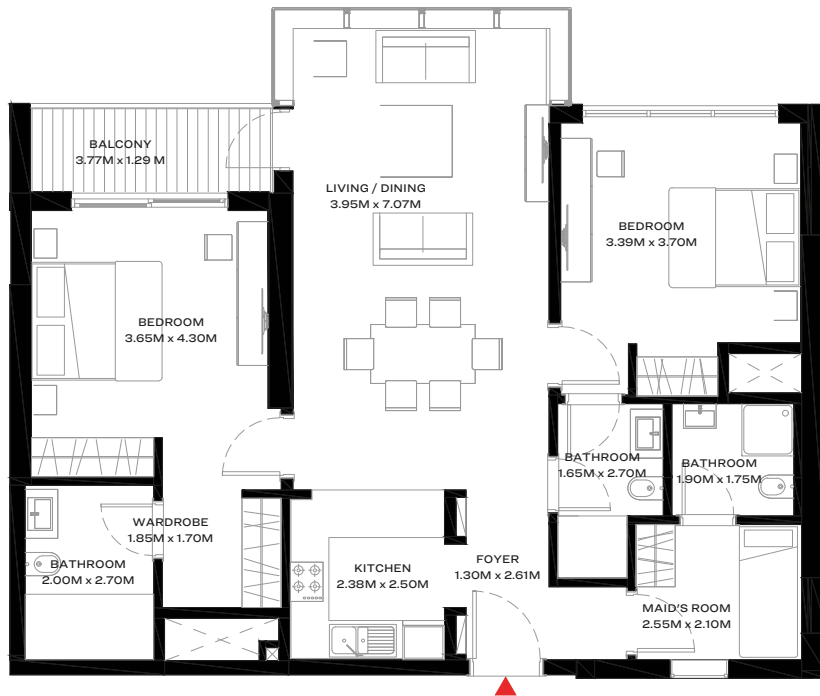 BALCONY
3.77M x 1.29 M
LIVING / DINING
3.95M x 7.07M
BEDROOM
3.39M x 3.70M
BEDROOM
3.65M x 4.30M
BATHROOM
1.65M x 2.70M
BATHROOM
1.90M x 1.75M
WARDROBE
1.85M x 1.70M
BATHROOM
2.00M x 2.70M
KITCHEN
2.38M x 2.50M
FOYER
1.30M x 2.61M
MAID'S ROOM
2.55M x 2.10M